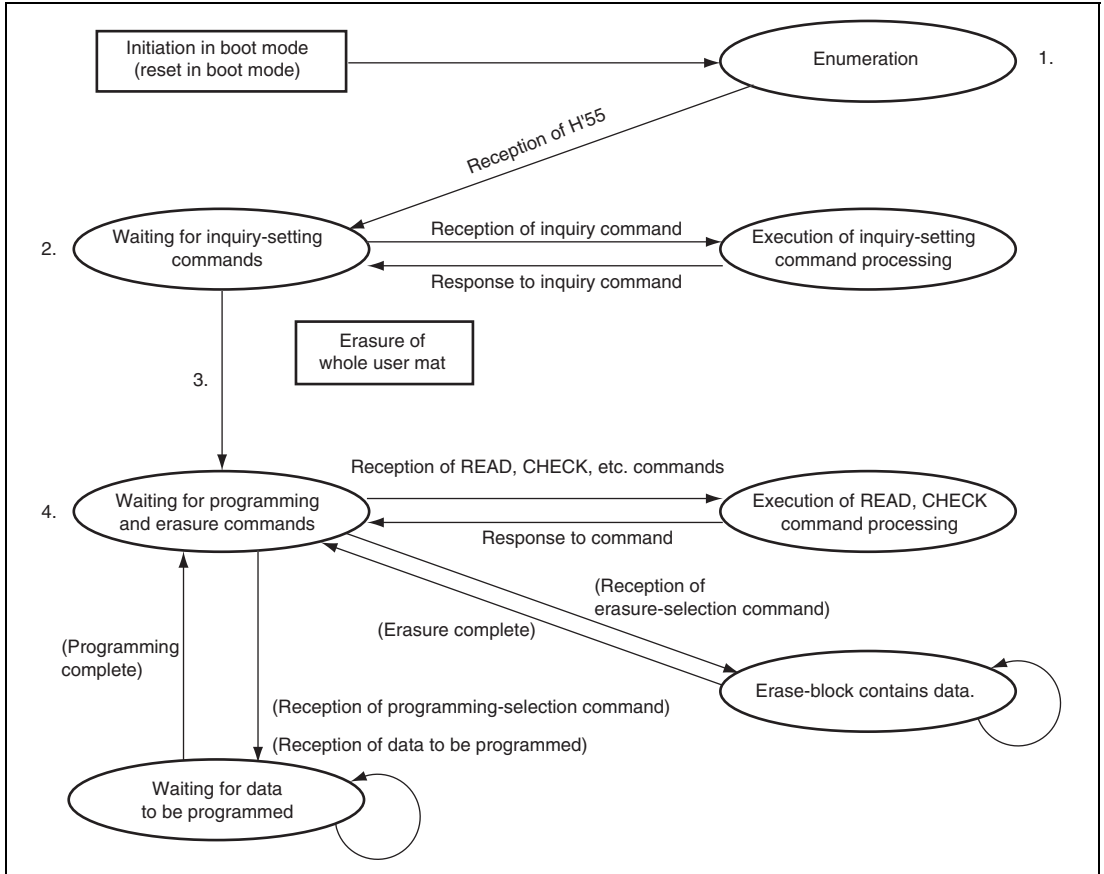 Initiation in boot mode
(reset in boot mode)
Enumeration
1.
Reception of H'55
2.
Waiting for inquiry-setting
commands
Reception of inquiry command
Response to inquiry command
Execution of inquiry-setting
command processing
Erasure of
whole user mat
3.
Reception of READ, CHECK, etc. commands
4.
Waiting for programming
and erasure commands
Response to command
Execution of READ, CHECK
command processing
(Reception of
erasure-selection command)
(Erasure complete)
(Programming
complete)
Erase-block contains data.
(Reception of programming-selection command)
(Reception of data to be programmed)
Waiting for data
to be programmed